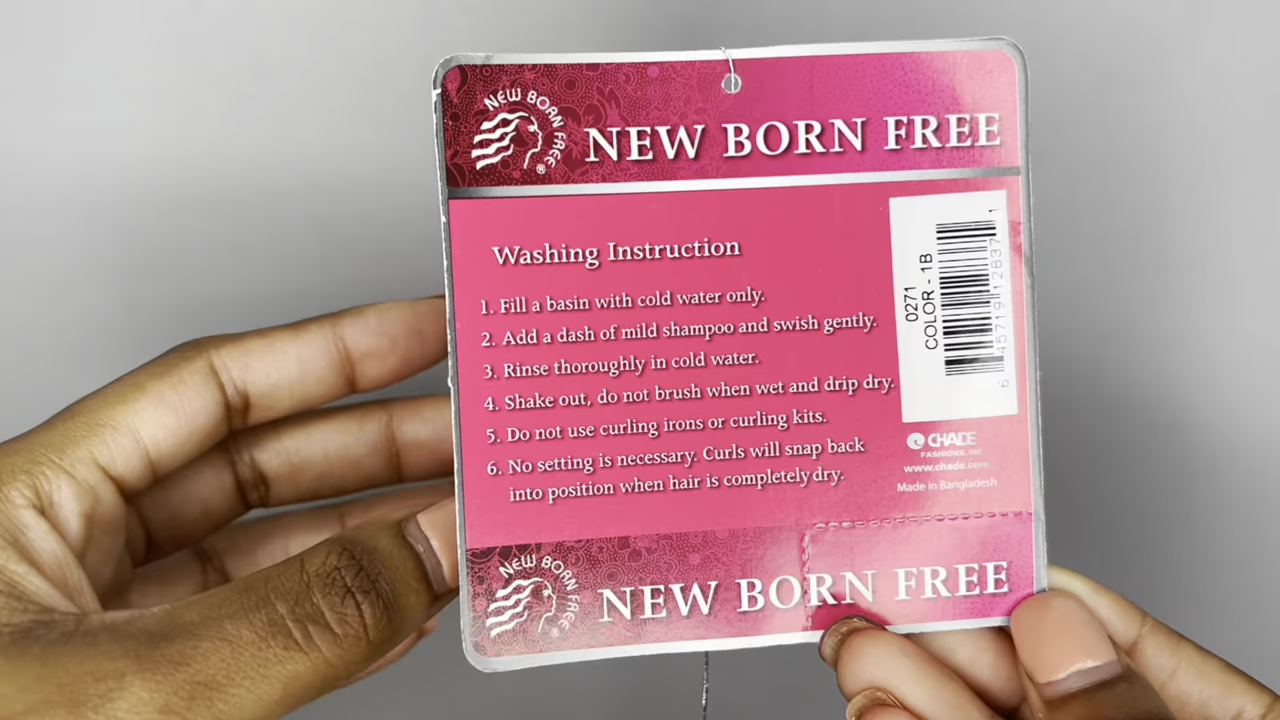 NEW BORN FREE®
NEW BORN FREE
Washing Instruction
1. Fill a basin with cold water only.
2. Add a dash of mild shampoo and swish gently.
3. Rinse thoroughly in cold water.
4. Shake out, do not brush when wet and drip dry.
5. Do not use curling irons or curling kits.
6. No setting is necessary. Curls will snap back
into position when hair is completely dry.
0271
COLOR - 1B
6 45719 12837 1
CHADE
FASHIONS, INC
www.chade.com
Made in Bangladesh
NEW BORN FREE®
NEW BORN FREE